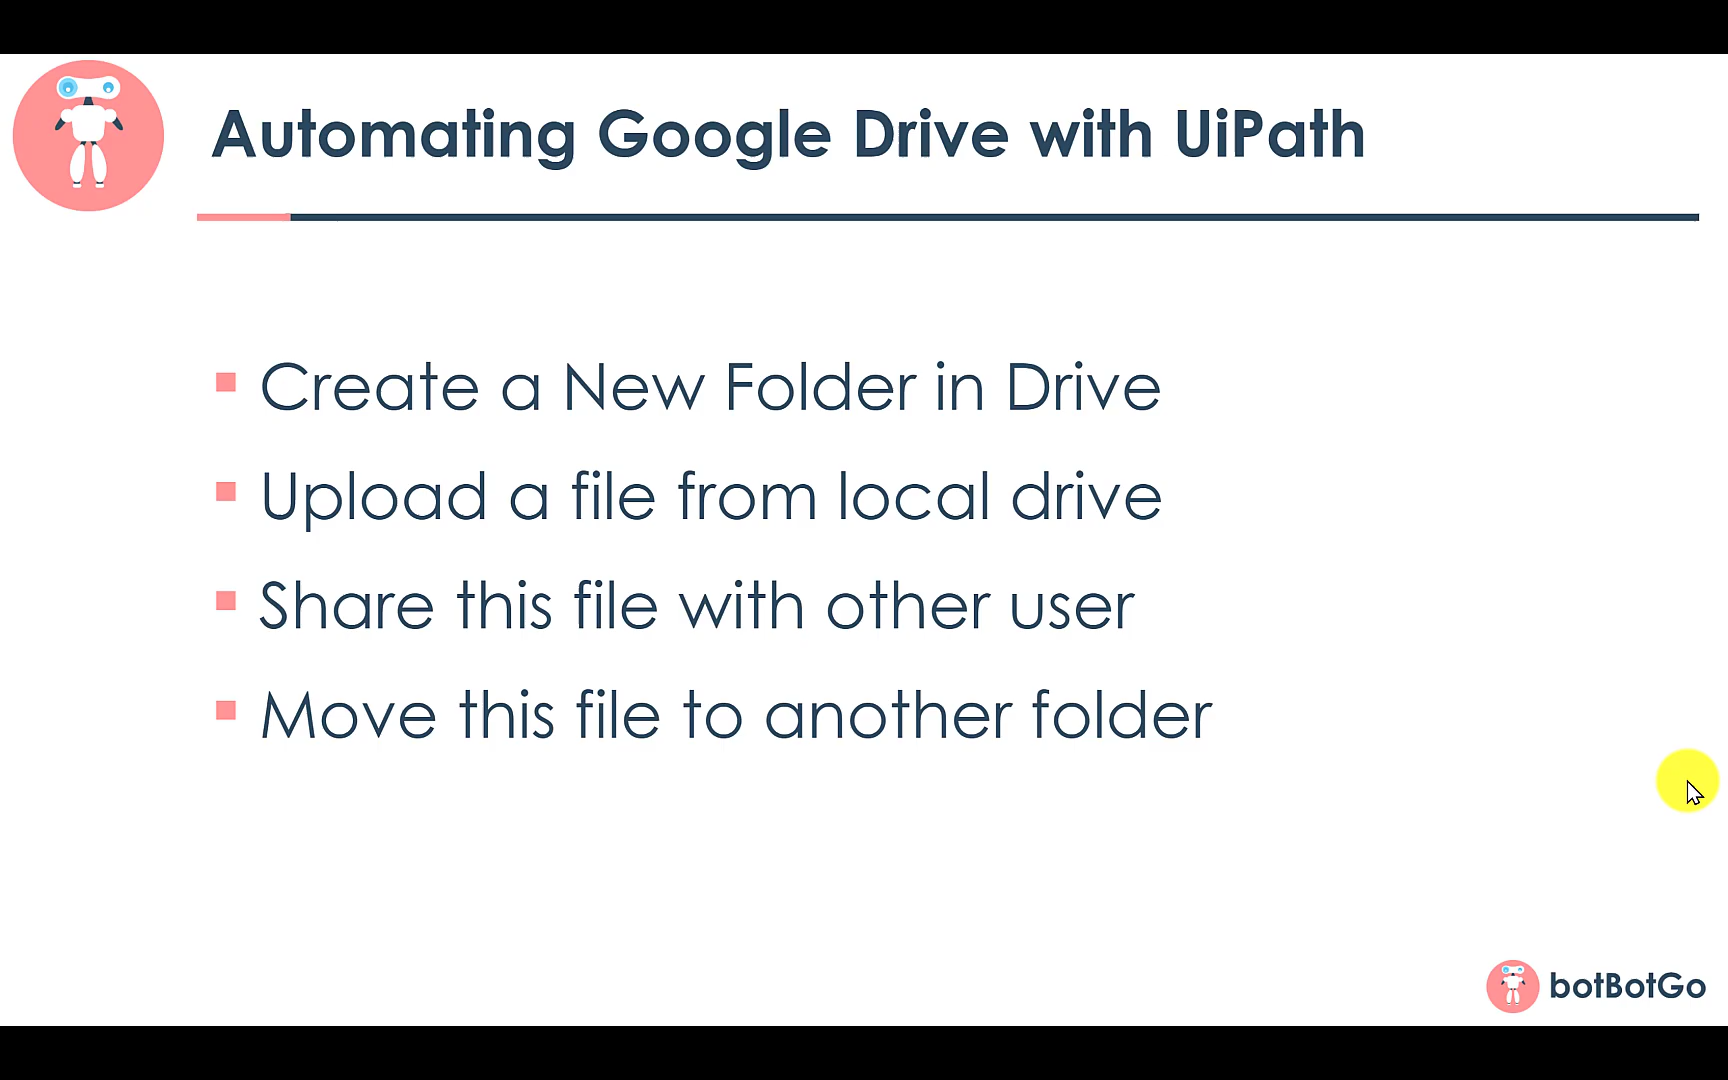 Automating Google Drive with UiPath
Create a New Folder in Drive
Upload a file from local drive
Share this file with other user
Move this file to another folder
botBotGo